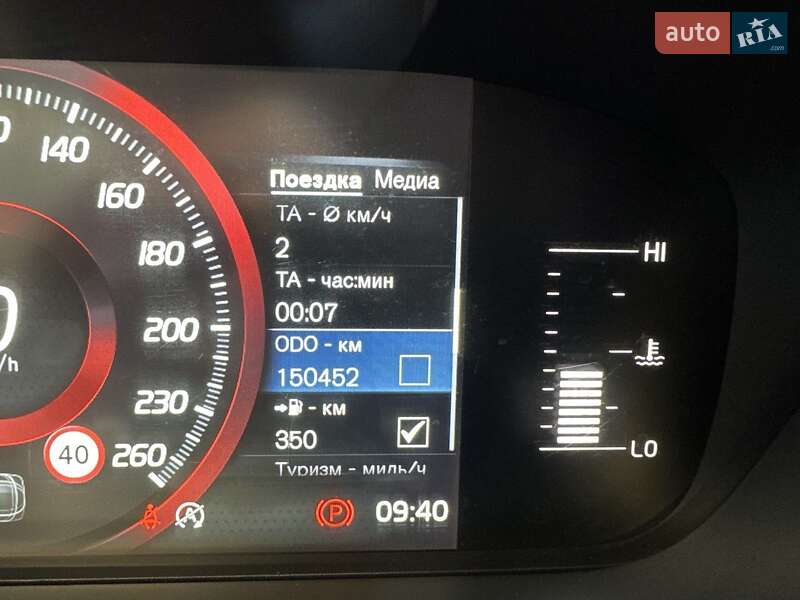 auto RIA.com
140
160
180
200
230
260
40
Поездка Медиа
TA - Ø км/ч
2
TA - час:мин
00:07
ODO - км
150452
- км
350
Туризм - миль/ч
P 09:40
HI
LO